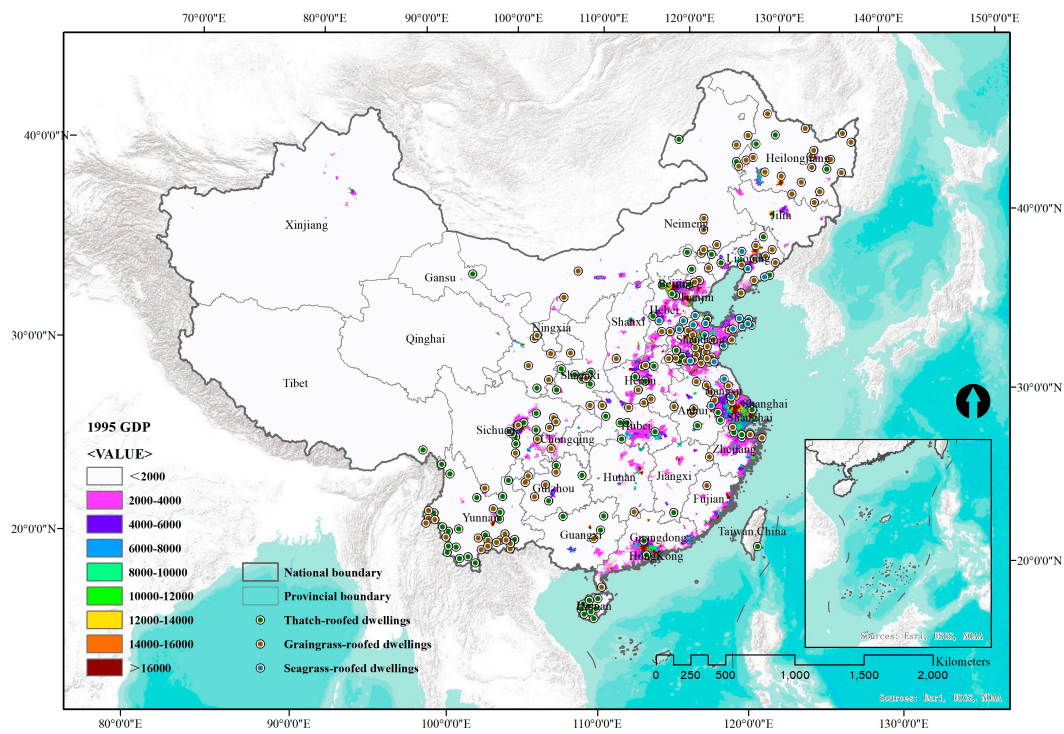 70°0'0"E 80°0'0"E 90°0'0"E 100°0'0"E 110°0'0"E 120°0'0"E 130°0'0"E 140°0'0"E 150°0'0"E
40°0'0"N
40°0'0"N
30°0'0"N
30°0'0"N
20°0'0"N
20°0'0"N
Heilongjiang
Jilin
Xinjiang
Neimeng
Liaoning
Gansu
Beijing
Tianjin
Hebei
Shanxi
Ningxia
Qinghai
Shandong
Shannxi
Tibet
Henan
Jiangsu
Shanghai
Anhui
Shanghai
Hubei
Sichuan
Chongqing
Zhejiang
Hunan
Jiangxi
Guizhou
Fujian
Yunnan
Guangxi
Guangdong
Taiwan,China
HongKong
Hainan
1995 GDP
<VALUE>
<2000
2000-4000
4000-6000
6000-8000
8000-10000
10000-12000
12000-14000
14000-16000
>16000
National boundary
Provincial boundary
Thatch-roofed dwellings
Graingrass-roofed dwellings
Seagrass-roofed dwellings
Sources: Esri, USGS, NOAA
Kilometers
0 250 500 1,000 1,500 2,000
Sources: Esri, USGS, NOAA
80°0'0"E 90°0'0"E 100°0'0"E 110°0'0"E 120°0'0"E 130°0'0"E